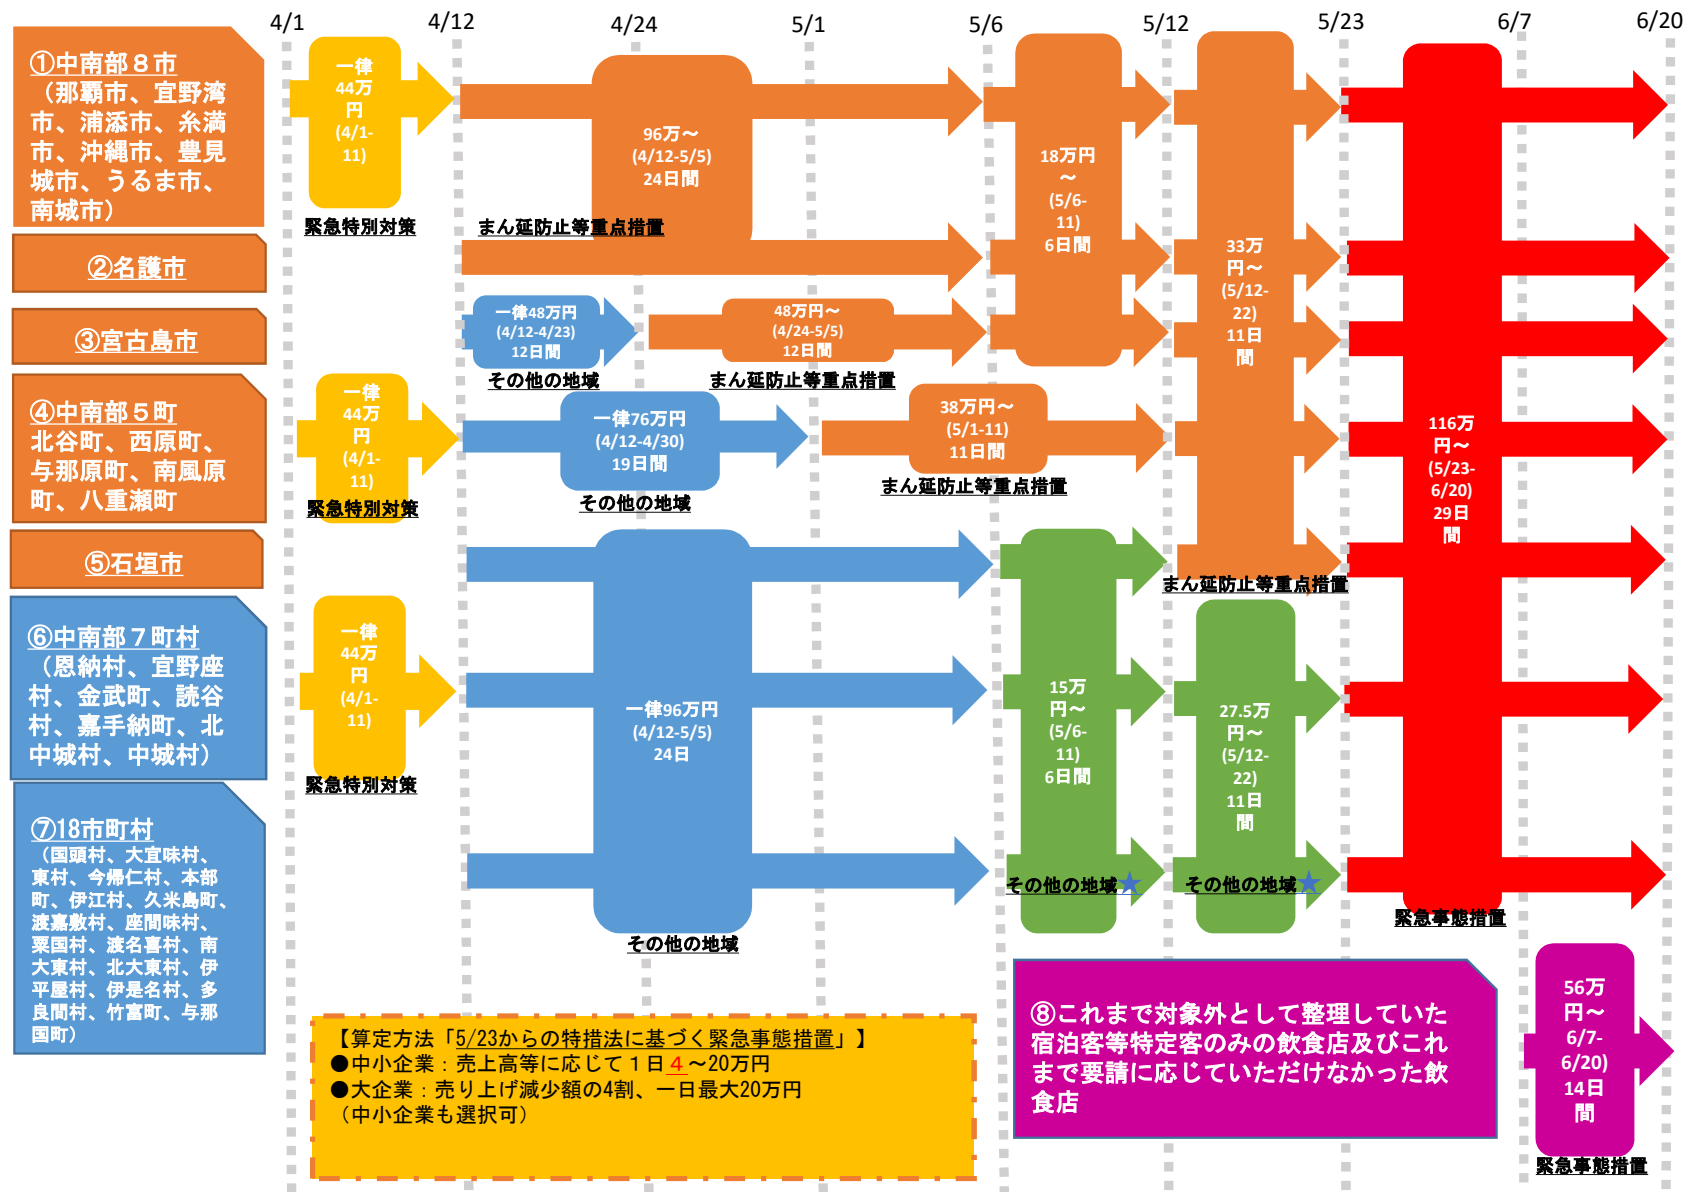 4/1
4/12
4/24
5/1
5/6
5/12
5/23
6/7
6/20
①中南部８市
（那覇市、宜野湾
市、浦添市、糸満
市、沖縄市、豊見
城市、うるま市、
南城市）
一律
44万
円
(4/1-
11)
緊急特別対策
96万～
(4/12-5/5)
24日間
まん延防止等重点措置
18万円
～
(5/6-
11)
6日間
33万
円～
(5/12-
22)
11日
間
②名護市
③宮古島市
一律48万円
(4/12-4/23)
12日間
その他の地域
48万円～
(4/24-5/5)
12日間
まん延防止等重点措置
④中南部５町
北谷町、西原町、
与那原町、南風原
町、八重瀬町
一律
44万
円
(4/1-
11)
緊急特別対策
一律76万円
(4/12-4/30)
19日間
その他の地域
38万円～
(5/1-11)
11日間
まん延防止等重点措置
116万
円～
(5/23-
6/20)
29日
間
⑤石垣市
まん延防止等重点措置
⑥中南部７町村
（恩納村、宜野座
村、金武町、読谷
村、嘉手納町、北
中城村、中城村）
一律
44万
円
(4/1-
11)
緊急特別対策
一律96万円
(4/12-5/5)
24日
その他の地域
15万
円～
(5/6-
11)
6日間
その他の地域★
27.5万
円～
(5/12-
22)
11日
間
その他の地域★
緊急事態措置
⑦18市町村
（国頭村、大宜味村、
東村、今帰仁村、本部
町、伊江村、久米島町、
渡嘉敷村、座間味村、
粟国村、渡名喜村、南
大東村、北大東村、伊
平屋村、伊是名村、多
良間村、竹富町、与那
国町）
【算定方法「5/23からの特措法に基づく緊急事態措置」】
●中小企業：売上高等に応じて１日４～20万円
●大企業：売り上げ減少額の4割、一日最大20万円
（中小企業も選択可）
⑧これまで対象外として整理していた
宿泊客等特定客のみの飲食店及びこれ
まで要請に応じていただけなかった飲
食店
56万
円～
6/7-
6/20)
14日
間
緊急事態措置